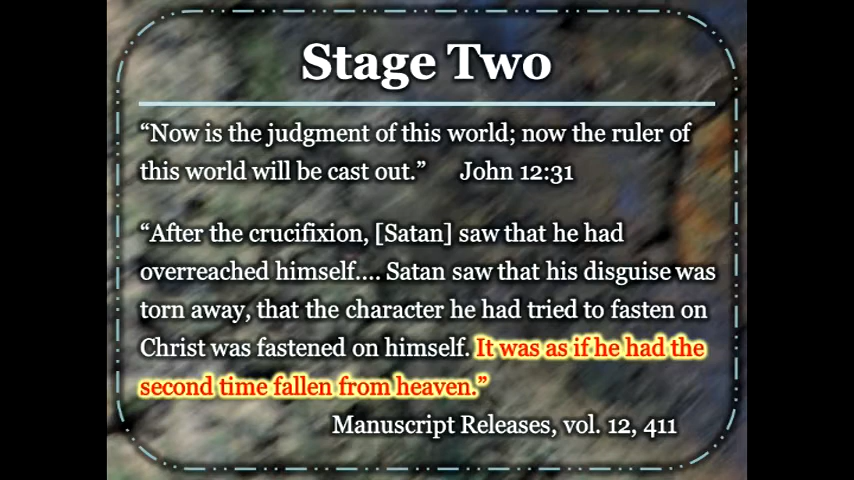 Stage Two
“Now is the judgment of this world; now the ruler of
this world will be cast out.” John 12:31
“After the crucifixion, [Satan] saw that he had
overreached himself.... Satan saw that his disguise was
torn away, that the character he had tried to fasten on
Christ was fastened on himself. It was as if he had the
second time fallen from heaven.”
Manuscript Releases, vol. 12, 411